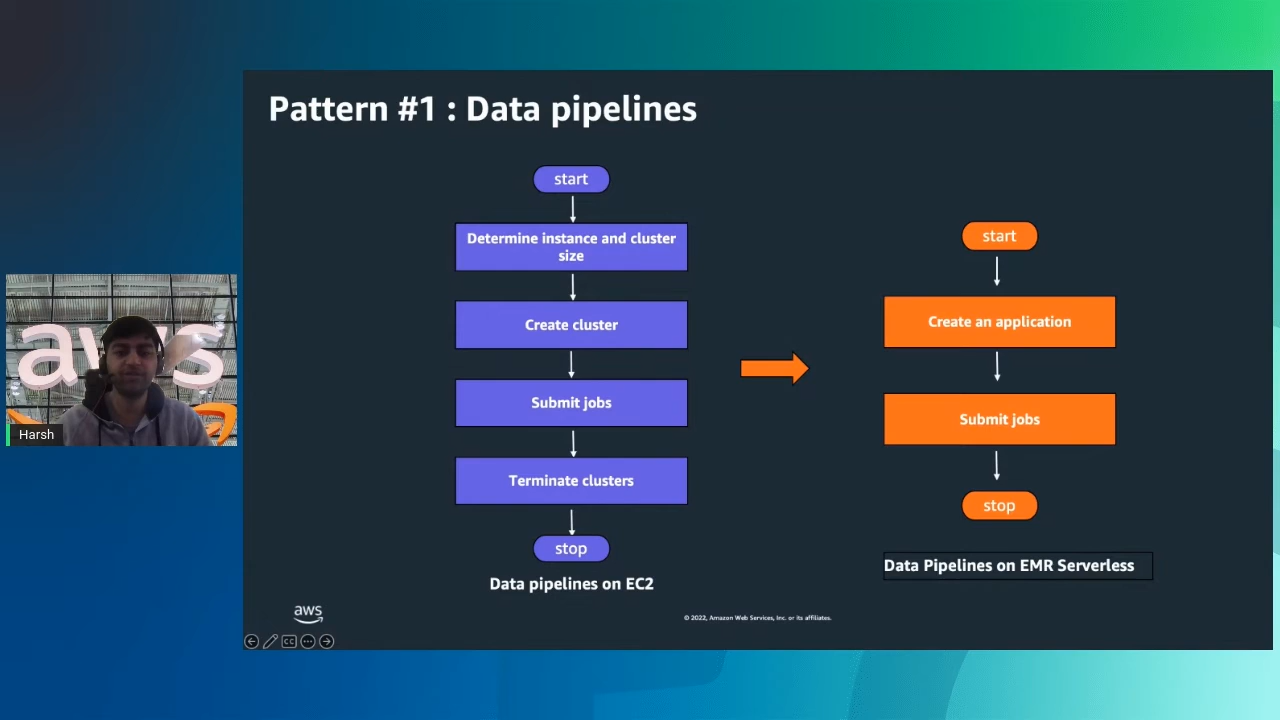 Pattern #1 : Data pipelines
start
Determine instance and cluster
size
Create cluster
Submit jobs
Terminate clusters
stop
Data pipelines on EC2
start
Create an application
Submit jobs
stop
Data Pipelines on EMR Serverless
aws
Harsh
aws
© 2022, Amazon Web Services, Inc. or its affiliates.
CC